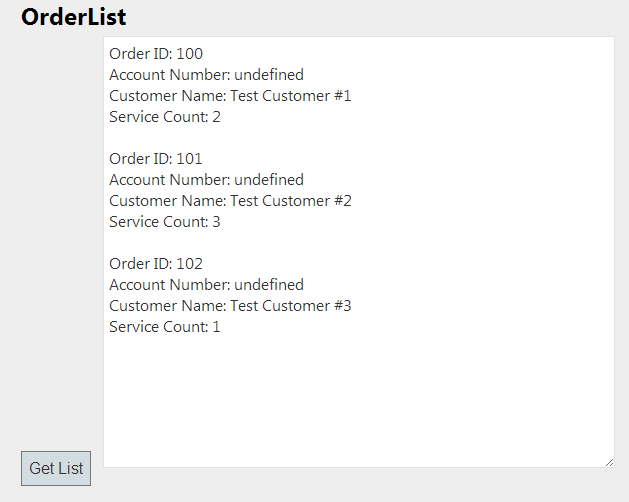 OrderList
Order ID: 100
Account Number: undefined
Customer Name: Test Customer #1
Service Count: 2
Order ID: 101
Account Number: undefined
Customer Name: Test Customer #2
Service Count: 3
Order ID: 102
Account Number: undefined
Customer Name: Test Customer #3
Service Count: 1
Get List